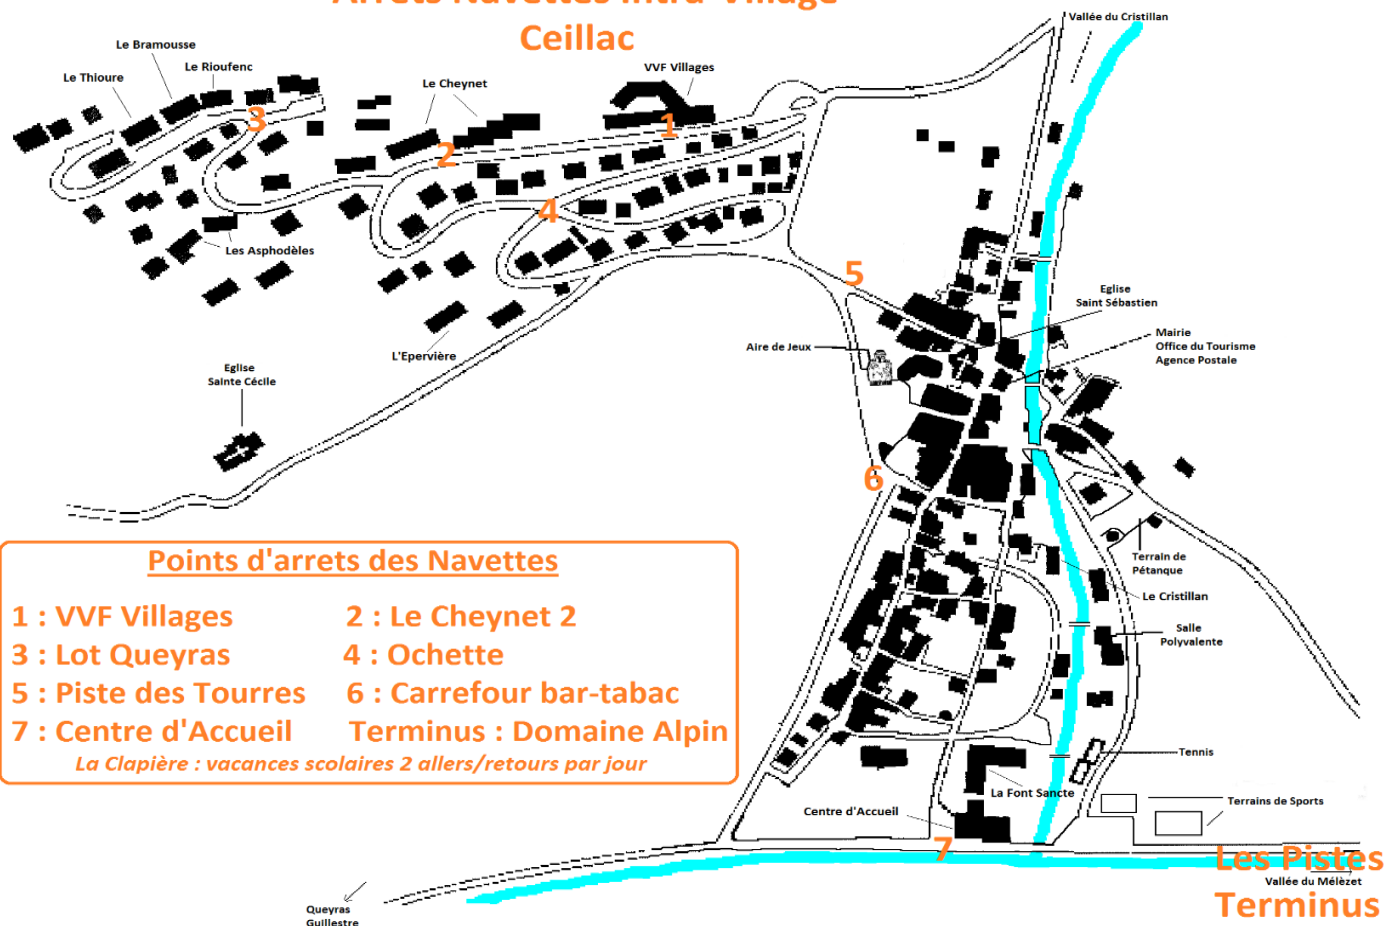 Arrets Navettes Intra-Village
Ceillac
Vallée du Cristillan
Le Bramousse
Le Thioure
Le Rioufenc
Le Cheynet
VVF Villages
3
1
2
4
Les Asphodèles
5
Eglise
Saint Sébastien
Mairie
Office du Tourisme
Agence Postale
Aire de Jeux
L'Epervière
Eglise
Sainte Cécile
6
Terrain de
Pétanque
Le Cristillan
Salle
Polyvalente
Points d'arrets des Navettes
1 : VVF Villages 2 : Le Cheynet 2
3 : Lot Queyras 4 : Ochette
5 : Piste des Tourres 6 : Carrefour bar-tabac
7 : Centre d'Accueil Terminus : Domaine Alpin
La Clapière : vacances scolaires 2 allers/retours par jour
Tennis
La Font Sancte
Terrains de Sports
Centre d'Accueil
7
Les Pistes
Vallée du Mélèzet
Terminus
Queyras
Guillestre